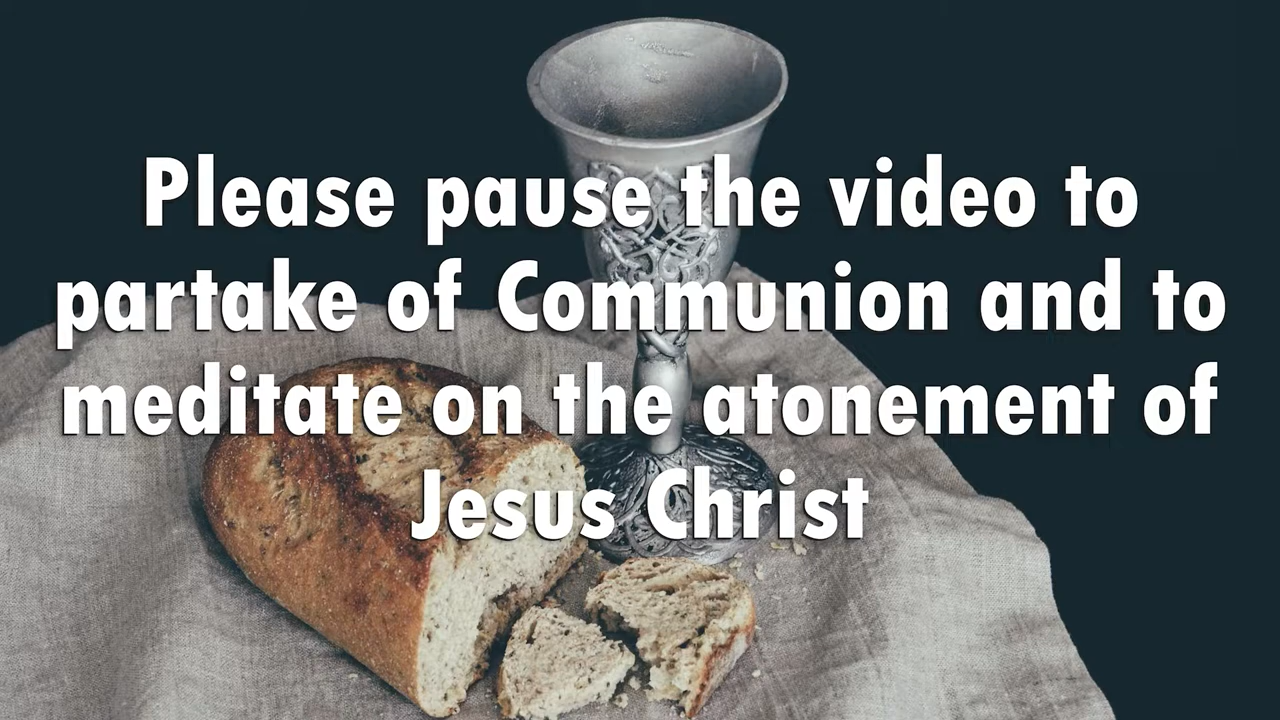 Please pause the video to
partake of Communion and to
meditate on the atonement of
Jesus Christ